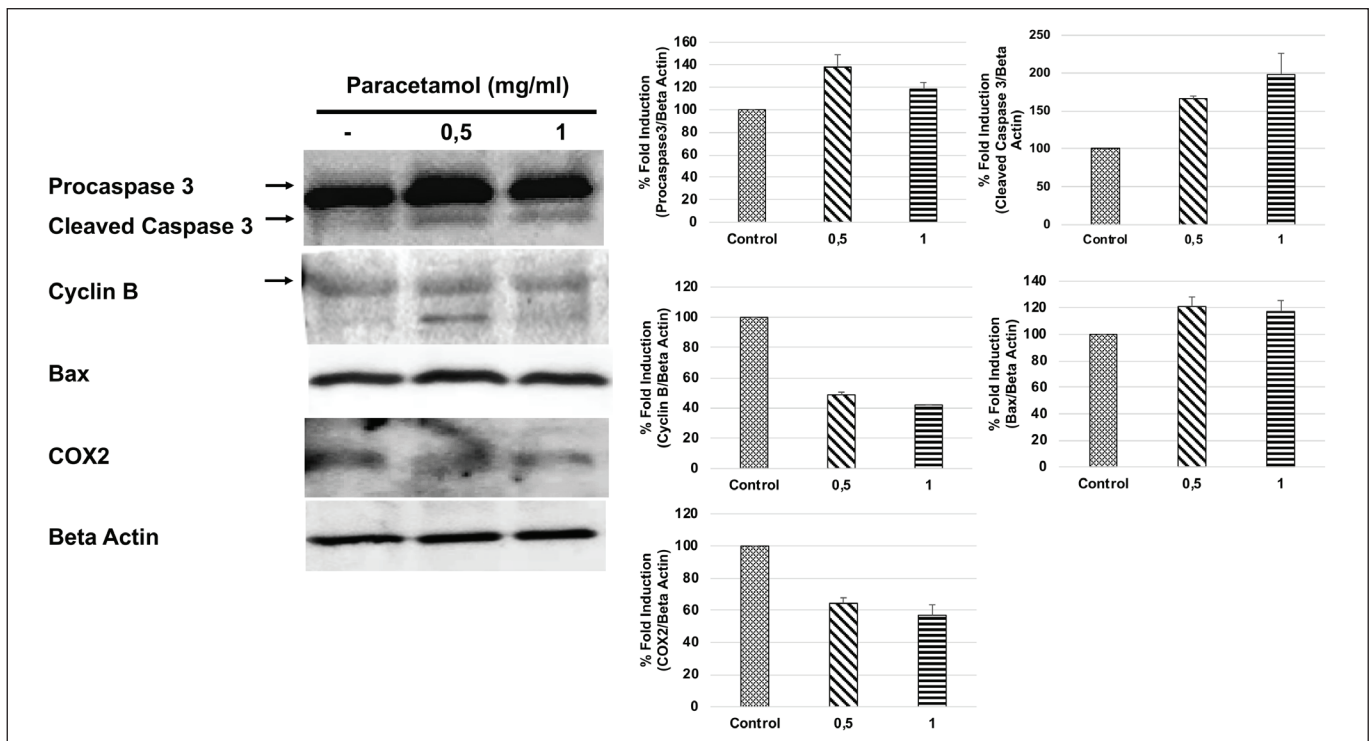 Paracetamol (mg/ml)
- 0,5 1
Procaspase 3
Cleaved Caspase 3
Cyclin B
Bax
COX2
Beta Actin
% Fold Induction
(Procaspase3/Beta Actin)
160
140
120
100
80
60
40
20
0
Control 0,5 1
% Fold Induction
(Cleaved Caspase 3/Beta
Actin)
250
200
150
100
50
0
Control 0,5 1
% Fold Induction
(Cyclin B/Beta Actin)
120
100
80
60
40
20
0
Control 0,5 1
% Fold Induction
(Bax/Beta Actin)
140
120
100
80
60
40
20
0
Control 0,5 1
% Fold Induction
(COX2/Beta Actin)
120
100
80
60
40
20
0
Control 0,5 1